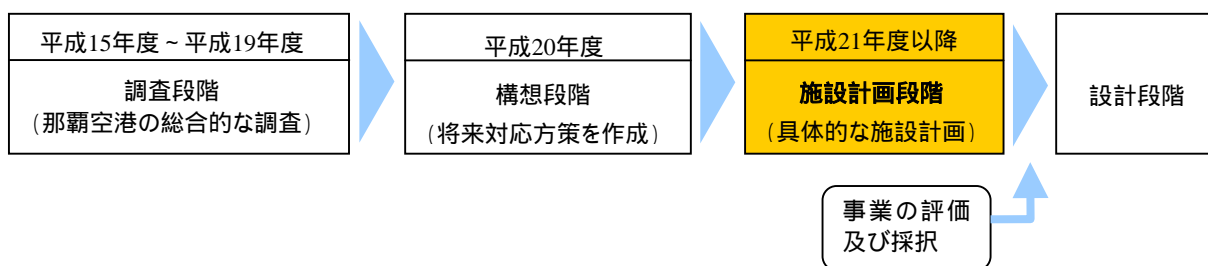 平成15年度~平成19年度
調査段階
(那覇空港の総合的な調査)
平成20年度
構想段階
(将来対応方策を作成)
平成21年度以降
施設計画段階
(具体的な施設計画)
設計段階
事業の評価
及び採択